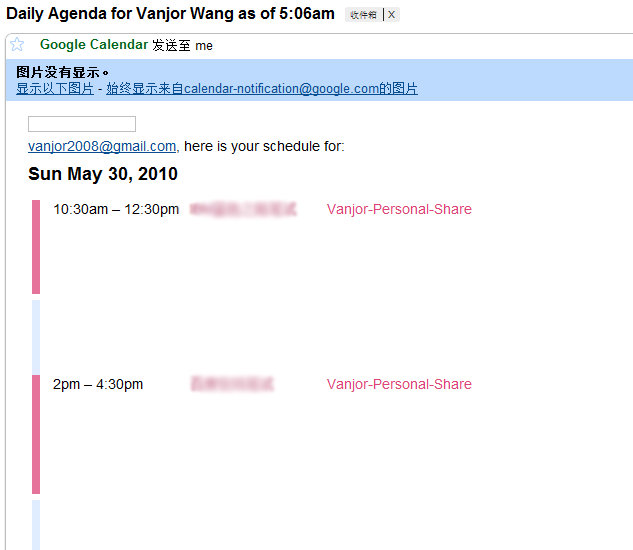 Daily Agenda for Vanjor Wang as of 5:06am 收件箱 X
Google Calendar 发送至 me
图片没有显示。
显示以下图片 - 始终显示来自calendar-notification@google.com的图片
vanjor2008@gmail.com, here is your schedule for:
Sun May 30, 2010
10:30am – 12:30pm Vanjor-Personal-Share
2pm – 4:30pm Vanjor-Personal-Share